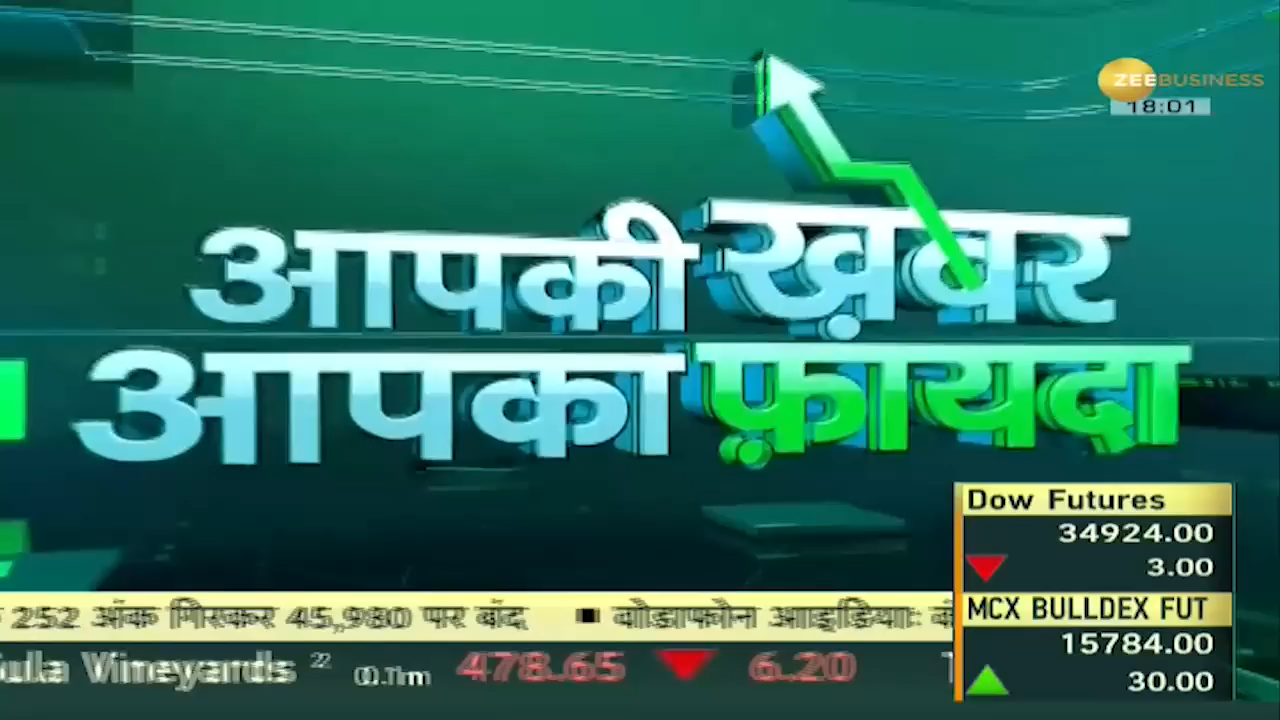 ZEEBUSINESS
18:01
आपकी ख़बर
आपका फ़ायदा
Dow Futures
34924.00
3.00
MCX BULLDEX FUT
15784.00
30.00
252 अंक गिरकर 45,980 पर बंद ■ वोडाफोन आइडियाः
Sula Vineyards 22 478.65 6.20